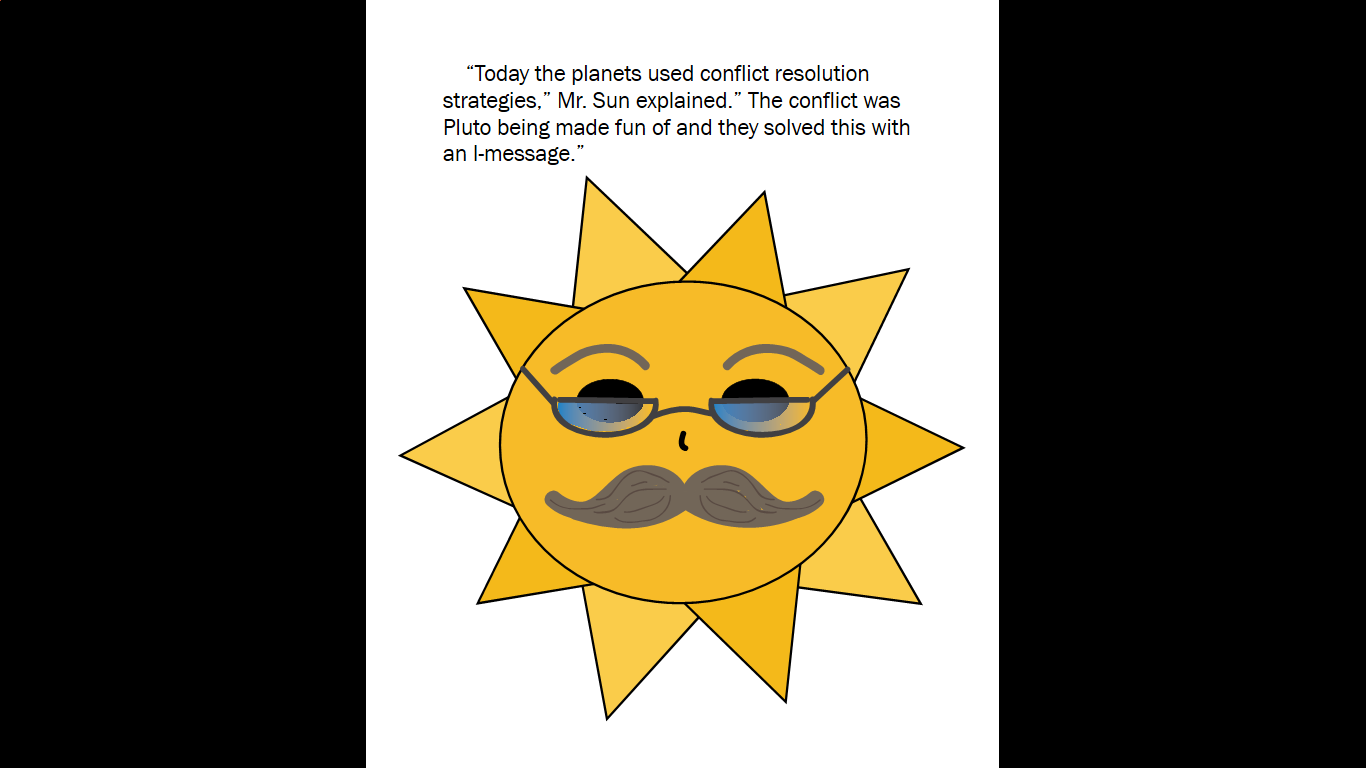 “Today the planets used conflict resolution
strategies,” Mr. Sun explained.” The conflict was
Pluto being made fun of and they solved this with
an I-message.”